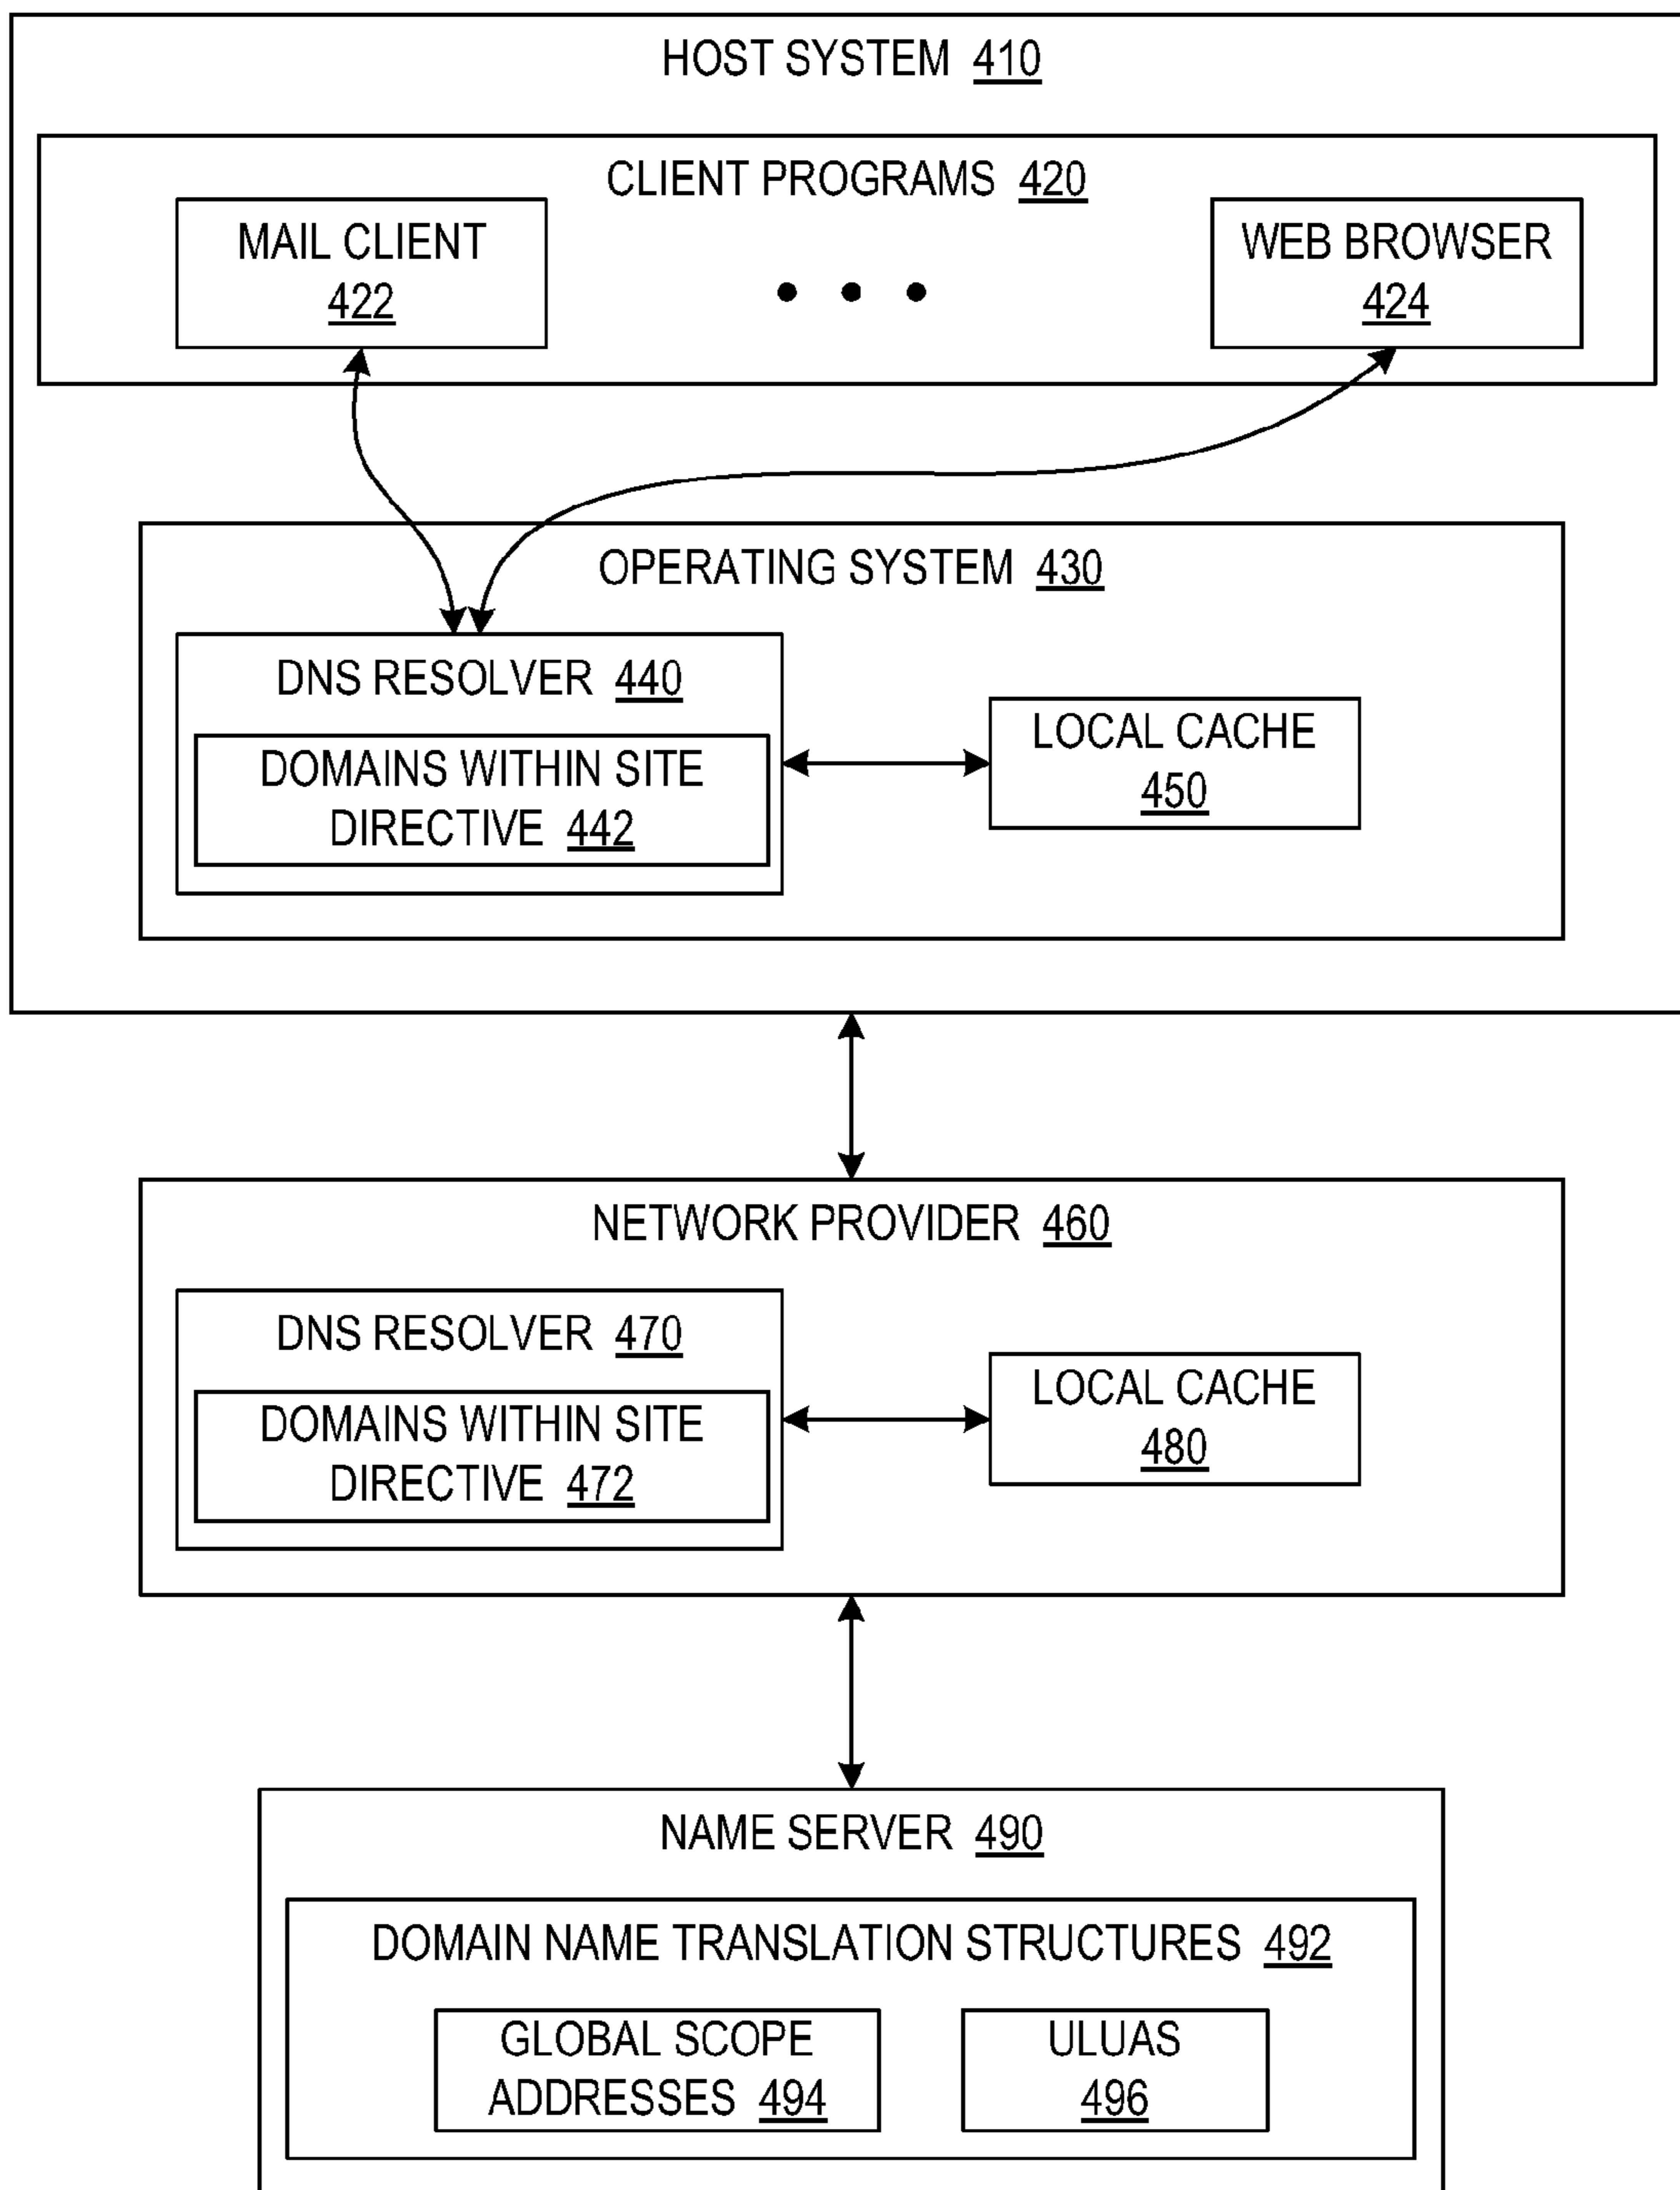 HOST SYSTEM 410
CLIENT PROGRAMS 420
MAIL CLIENT
422
WEB BROWSER
424
OPERATING SYSTEM 430
DNS RESOLVER 440
DOMAINS WITHIN SITE
DIRECTIVE 442
LOCAL CACHE
450
NETWORK PROVIDER 460
DNS RESOLVER 470
DOMAINS WITHIN SITE
DIRECTIVE 472
LOCAL CACHE
480
NAME SERVER 490
DOMAIN NAME TRANSLATION STRUCTURES 492
GLOBAL SCOPE
ADDRESSES 494
ULUAS
496